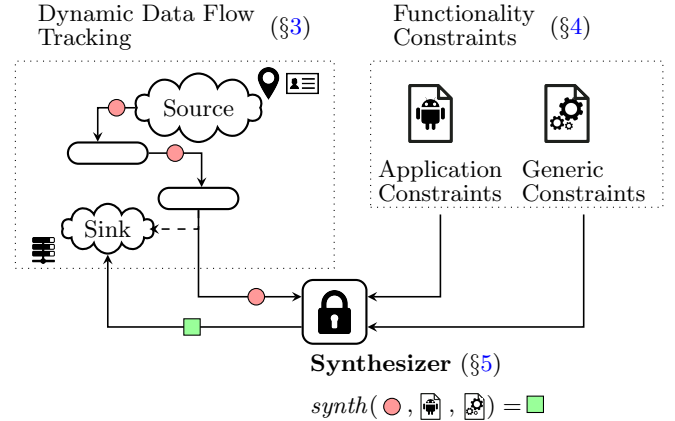 Dynamic Data Flow
Tracking
(§3)
Functionality
Constraints
(§4)
Source
Sink
Application
Constraints
Generic
Constraints
Synthesizer (§5)
synth( , , ) =